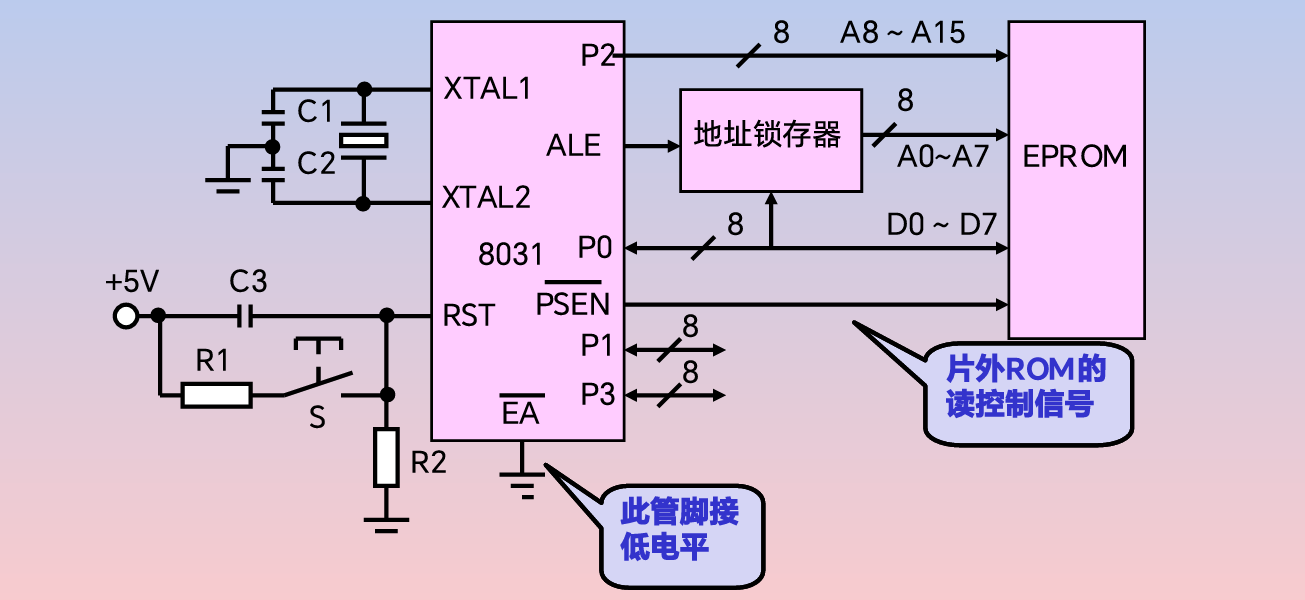 8 A8 ~ A15
P2
XTAL1
C1
8
地址锁存器
ALE
A0~A7
EPROM
C2
XTAL2
8 D0 ~ D7
8031 P0
+5V C3
PSEN
RST
8
P1
R1
8
P3
片外ROM的
读控制信号
S
EA
R2
此管脚接
低电平